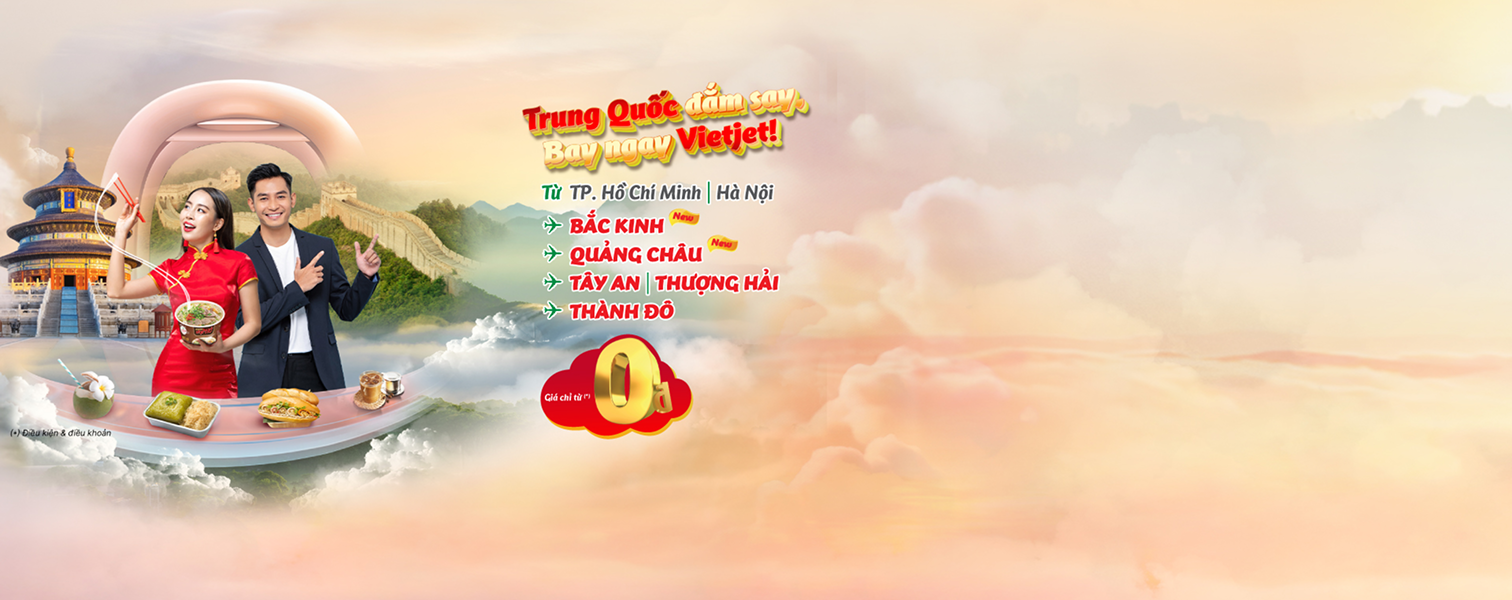 Trung Quốc đắm say,
Bay ngay Vietjet!
Từ TP. Hồ Chí Minh | Hà Nội
BẮC KINH New
QUẢNG CHÂU New
TÂY AN | THƯỢNG HẢI
THÀNH ĐÔ
Giá chỉ từ (*) 0đ
(*) Điều kiện & điều khoản